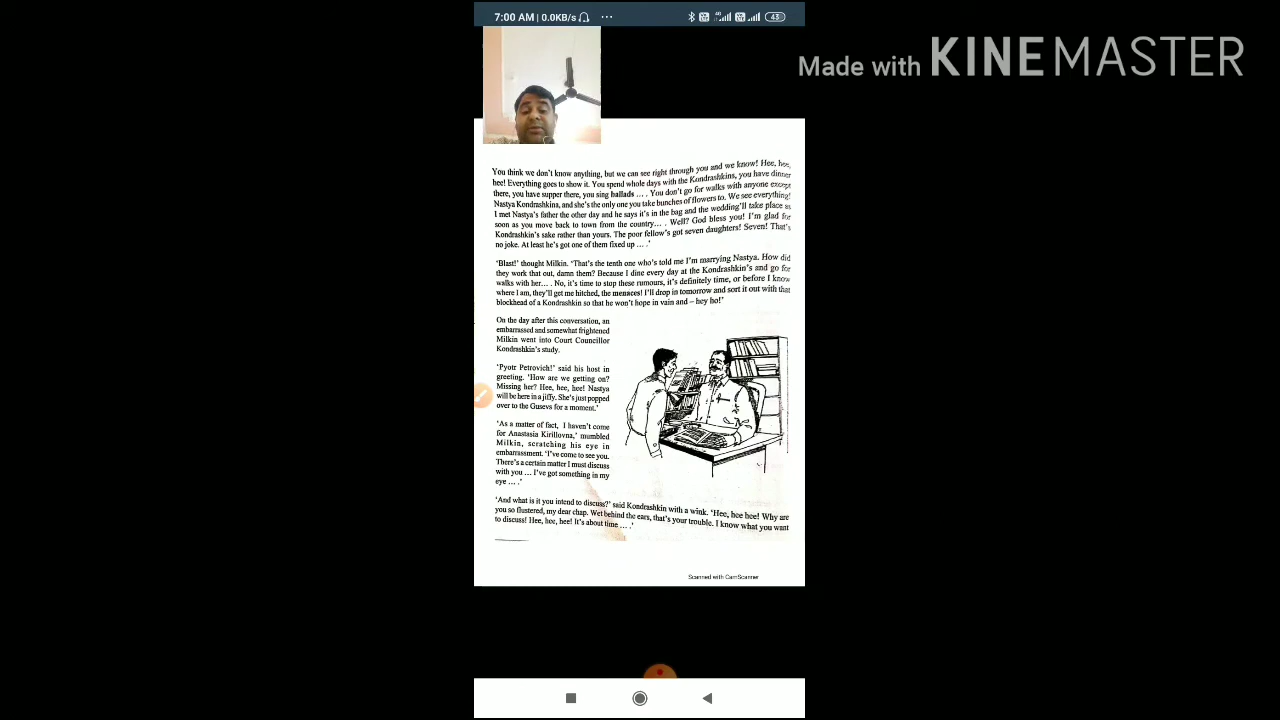 7:00 AM | 0.0KB/s
43
Made with KINEMASTER
You think we don't know anything, but we can see right through you and we know! Hee, hee,
hee! Everything goes to show it. You spend whole days with the Kondrashkins, you have dinner
there, you have supper there, you sing ballads ... . You don't go for walks with anyone except
Nastya Kondrashkina, and she's the only one you take bunches of flowers to. We see everything!
I met Nastya's father the other day and he says it's in the bag and the wedding'll take place as
soon as you move back to town from the country... . Well? God bless you! I'm glad for
Kondrashkin's sake rather than yours. The poor fellow's got seven daughters! Seven! That's
no joke. At least he's got one of them fixed up ... .'
'Blast!' thought Milkin. 'That's the tenth one who's told me I'm marrying Nastya. How did
they work that out, damn them? Because I dine every day at the Kondrashkin's and go for
walks with her... . No, it's time to stop these rumours, it's definitely time, or before I know
where I am, they'll get me hitched, the menaces! I'll drop in tomorrow and sort it out with that
blockhead of a Kondrashkin so that he won't hope in vain and – hey ho!'
On the day after this conversation, an
embarrassed and somewhat frightened
Milkin went into Court Councillor
Kondrashkin's study.
'Pyotr Petrovich!' said his host in
greeting. 'How are we getting on?
Missing her? Hee, hee, hee! Nastya
will be here in a jiffy. She's just popped
over to the Gusevs for a moment.'
'As a matter of fact, I haven't come
for Anastasia Kirillovna,' mumbled
Milkin, scratching his eye in
embarrassment. 'I've come to see you.
There's a certain matter I must discuss
with you ... I've got something in my
eye ... .'
'And what is it you intend to discuss?' said Kondrashkin with a wink. 'Hee, hee hee! Why are
you so flustered, my dear chap. Wet behind the ears, that's your trouble. I know what you want
to discuss! Hee, hee, hee! It's about time ... .'
Scanned with CamScanner